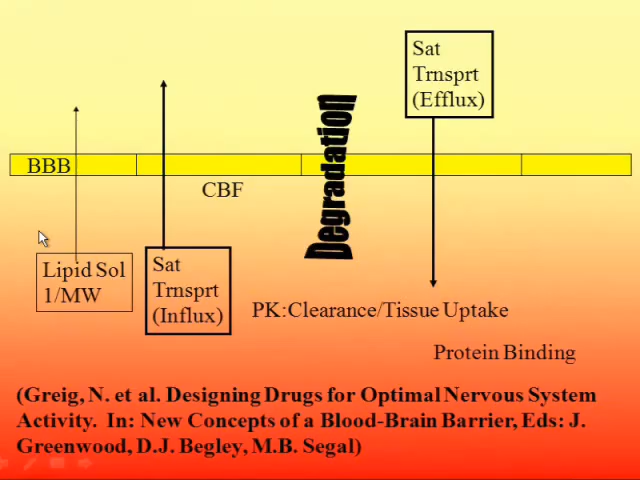 Sat
Trnsprt
(Efflux)
Degradation
BBB
CBF
Lipid Sol
1/MW
Sat
Trnsprt
(Influx)
PK:Clearance/Tissue Uptake
Protein Binding
(Greig, N. et al. Designing Drugs for Optimal Nervous System
Activity.  In: New Concepts of a Blood-Brain Barrier, Eds: J.
Greenwood, D.J. Begley, M.B. Segal)